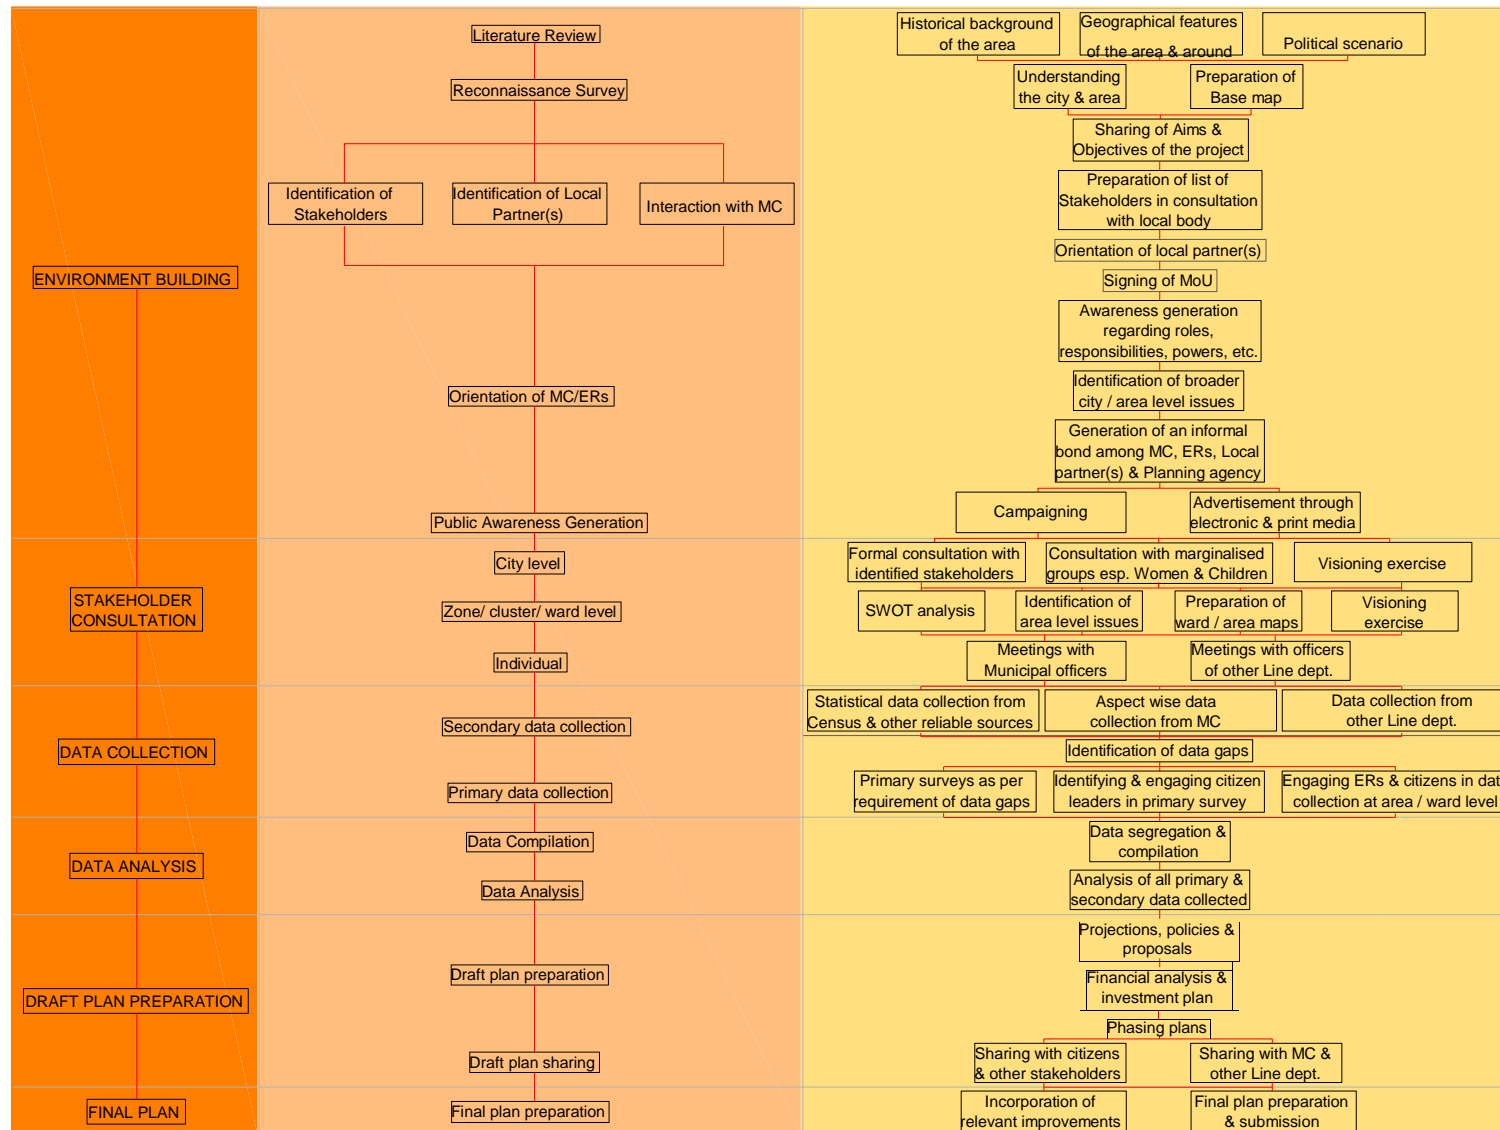 ENVIRONMENT BUILDING
STAKEHOLDER
CONSULTATION
DATA COLLECTION
DATA ANALYSIS
DRAFT PLAN PREPARATION
FINAL PLAN
Literature Review
Reconnaissance Survey
Identification of
Stakeholders
Identification of Local
Partner(s)
Interaction with MC
Orientation of MC/ERs
Public Awareness Generation
City level
Zone/ cluster/ ward level
Individual
Secondary data collection
Primary data collection
Data Compilation
Data Analysis
Draft plan preparation
Draft plan sharing
Final plan preparation
Historical background
of the area
Geographical features
of the area & around
Political scenario
Understanding
the city & area
Preparation of
Base map
Sharing of Aims &
Objectives of the project
Preparation of list of
Stakeholders in consultation
with local body
Orientation of local partner(s)
Signing of MoU
Awareness generation
regarding roles,
responsibilities, powers, etc.
Identification of broader
city / area level issues
Generation of an informal
bond among MC, ERs, Local
partner(s) & Planning agency
Campaigning
Advertisement through
electronic & print media
Formal consultation with
identified stakeholders
Consultation with marginalised
groups esp. Women & Children
Visioning exercise
SWOT analysis
Identification of
area level issues
Preparation of
ward / area maps
Visioning
exercise
Meetings with
Municipal officers
Meetings with officers
of other Line dept.
Statistical data collection from
Census & other reliable sources
Aspect wise data
collection from MC
Data collection from
other Line dept.
Identification of data gaps
Primary surveys as per
requirement of data gaps
Identifying & engaging citizen
leaders in primary survey
Engaging ERs & citizens in dat
collection at area / ward level
Data segregation &
compilation
Analysis of all primary &
secondary data collected
Projections, policies &
proposals
Financial analysis &
investment plan
Phasing plans
Sharing with citizens
& other stakeholders
Sharing with MC &
other Line dept.
Incorporation of
relevant improvements
Final plan preparation
& submission